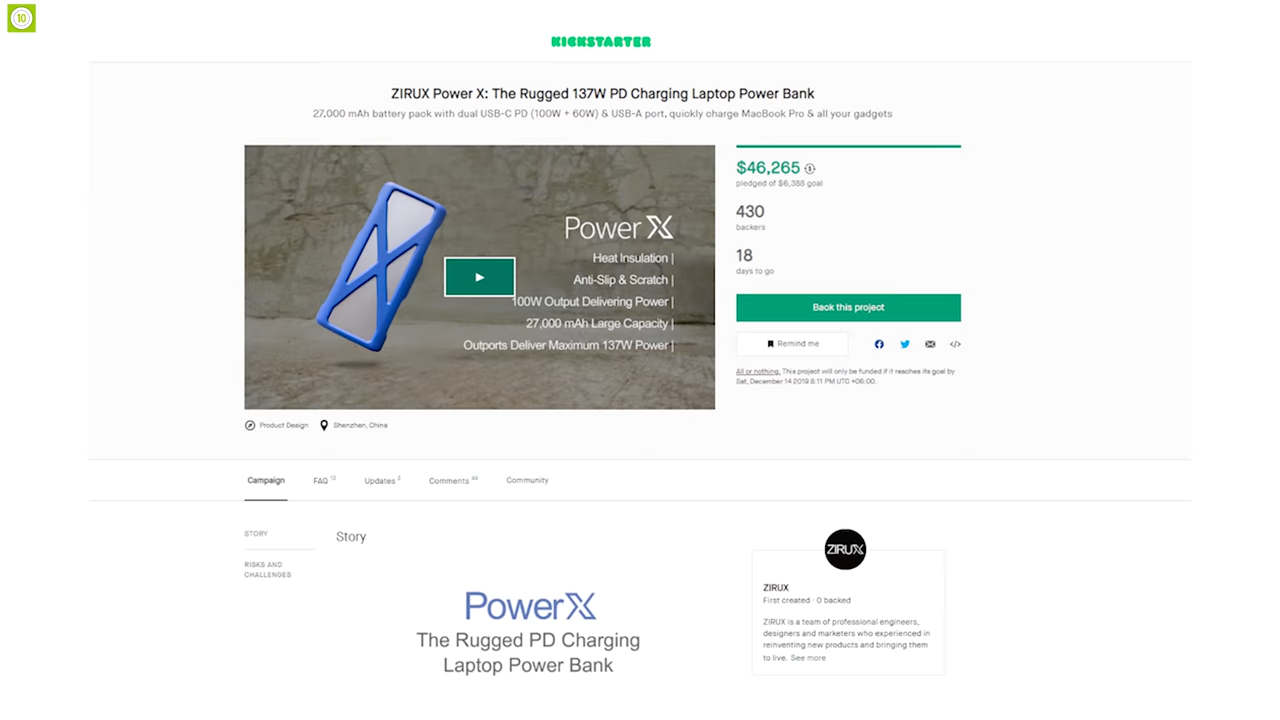 10
KICKSTARTER
ZIRUX Power X: The Rugged 137W PD Charging Laptop Power Bank
27,000 mAh battery pack with dual USB-C PD (100W + 60W) & USB-A port, quickly charge MacBook Pro & all your gadgets
Power X
Heat Insulation |
Anti-Slip & Scratch |
100W Output Delivering Power |
27,000 mAh Large Capacity |
Outports Deliver Maximum 137W Power |
$46,265
pledged of $6,388 goal
430
backers
18
days to go
Back this project
Remind me
All or nothing. This project will only be funded if it reaches its goal by
Sat, December 14 2019 8:11 PM UTC +06:00.
Product Design Shenzhen, China
Campaign FAQ 12 Updates 2 Comments 44 Community
STORY
RISKS AND
CHALLENGES
Story
PowerX
The Rugged PD Charging
Laptop Power Bank
ZIRUX
ZIRUX
First created · 0 backed
ZIRUX is a team of professional engineers,
designers and marketers who experienced in
reinventing new products and bringing them
to live. See more